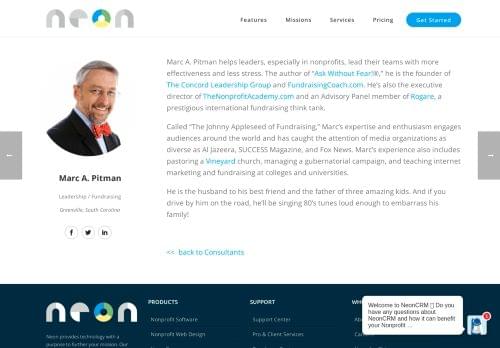 neon
Features
Missions
Services
Pricing
Get Started
Marc A. Pitman helps leaders, especially in nonprofits, lead their teams with more
effectiveness and less stress. The author of "Ask Without Fear!®," he is the founder of
The Concord Leadership Group and FundraisingCoach.com. He's also the executive
director of TheNonprofitAcademy.com and an Advisory Panel member of Rogare, a
prestigious international fundraising think tank.
Called "The Johnny Appleseed of Fundraising," Marc's expertise and enthusiasm engages
audiences around the world and has caught the attention of media organizations as
diverse as Al Jazeera, SUCCESS Magazine, and Fox News. Marc's experience also includes
pastoring a Vineyard church, managing a gubernatorial campaign, and teaching internet
marketing and fundraising at colleges and universities.
He is the husband to his best friend and the father of three amazing kids. And if you
drive by him on the road, he'll be singing 80's tunes loud enough to embarrass his
family!
<< back to Consultants
Marc A. Pitman
Leadership / Fundraising
Greenville, South Carolina
neon
Neon provides technology with a
purpose to further your mission. Our
PRODUCTS
Nonprofit Software
Nonprofit Web Design
SUPPORT
Support Center
Pro & Client Services
Welcome to NeonCRM Do you
have any questions about
NeonCRM and how it can benefit
your Nonprofit ...
1